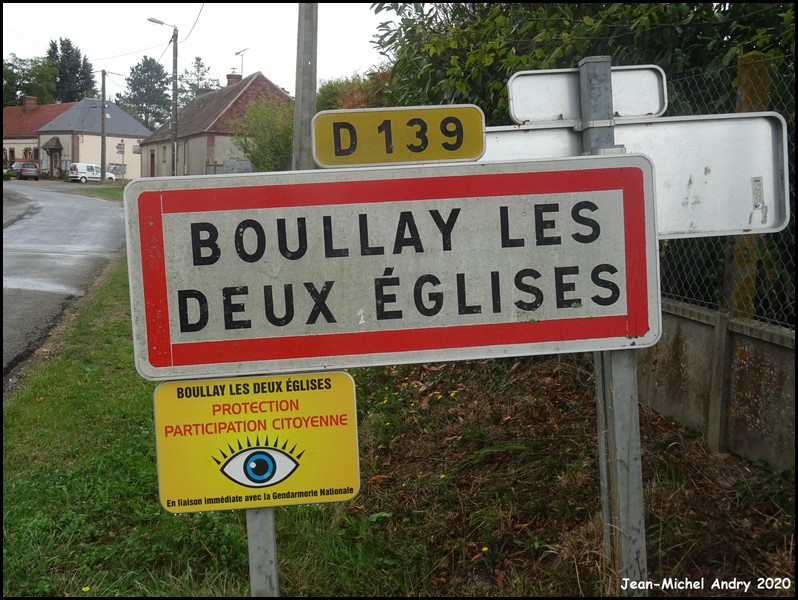 D 139
BOULLAY LES
DEUX ÉGLISES
BOULLAY LES DEUX ÉGLISES
PROTECTION
PARTICIPATION CITOYENNE
En liaison immédiate avec la Gendarmerie Nationale
Jean-Michel Andry 2020